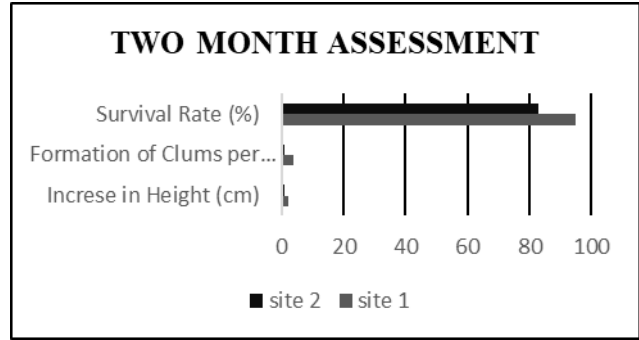 TWO MONTH ASSESSMENT
Survival Rate (%)
Formation of Clums per...
Increse in Height (cm)
0 20 40 60 80 100
site 2 site 1